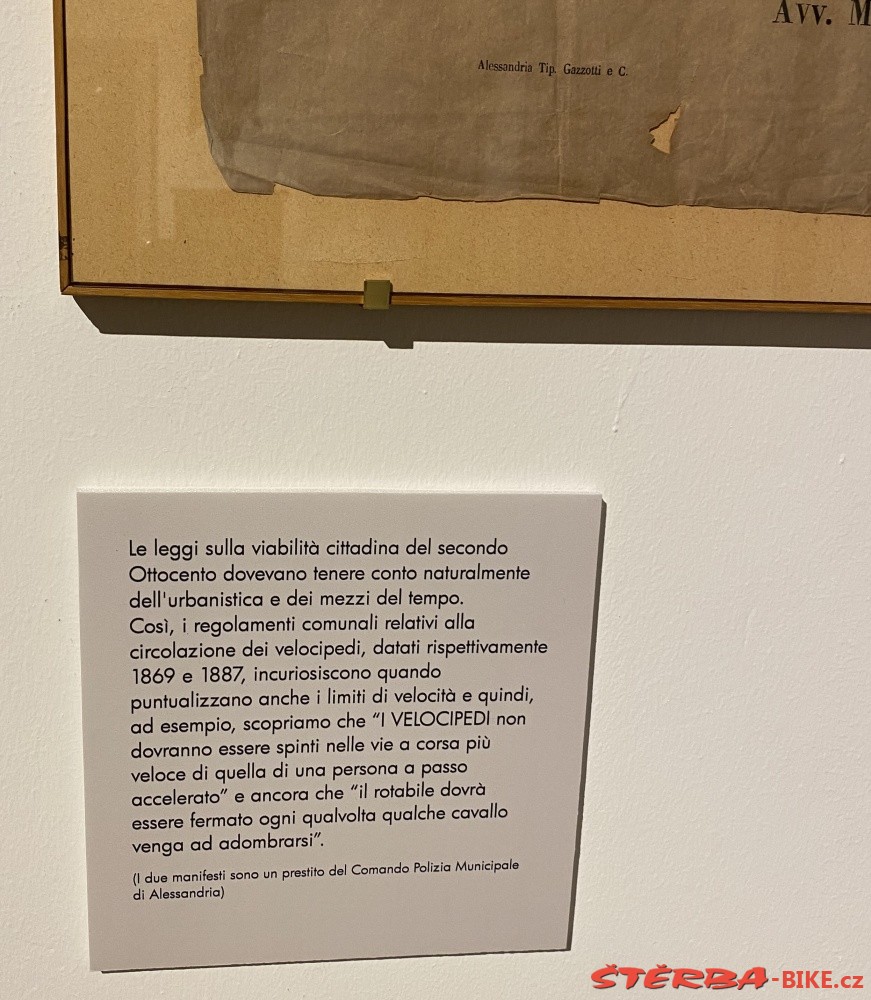 Avv. M
Alessandria Tip. Gazzotti e C.
Le leggi sulla viabilità cittadina del secondo
Ottocento dovevano tenere conto naturalmente
dell'urbanistica e dei mezzi del tempo.
Così, i regolamenti comunali relativi alla
circolazione dei velocipedi, datati rispettivamente
1869 e 1887, incuriosiscono quando
puntualizzano anche i limiti di velocità e quindi,
ad esempio, scopriamo che “I VELOCIPEDI non
dovranno essere spinti nelle vie a corsa più
veloce di quella di una persona a passo
accelerato” e ancora che “il rotabile dovrà
essere fermato ogni qualvolta qualche cavallo
venga ad adombrarsi”.
(I due manifesti sono un prestito del Comando Polizia Municipale
di Alessandria)
ŠTĚRBA-BIKE.cz